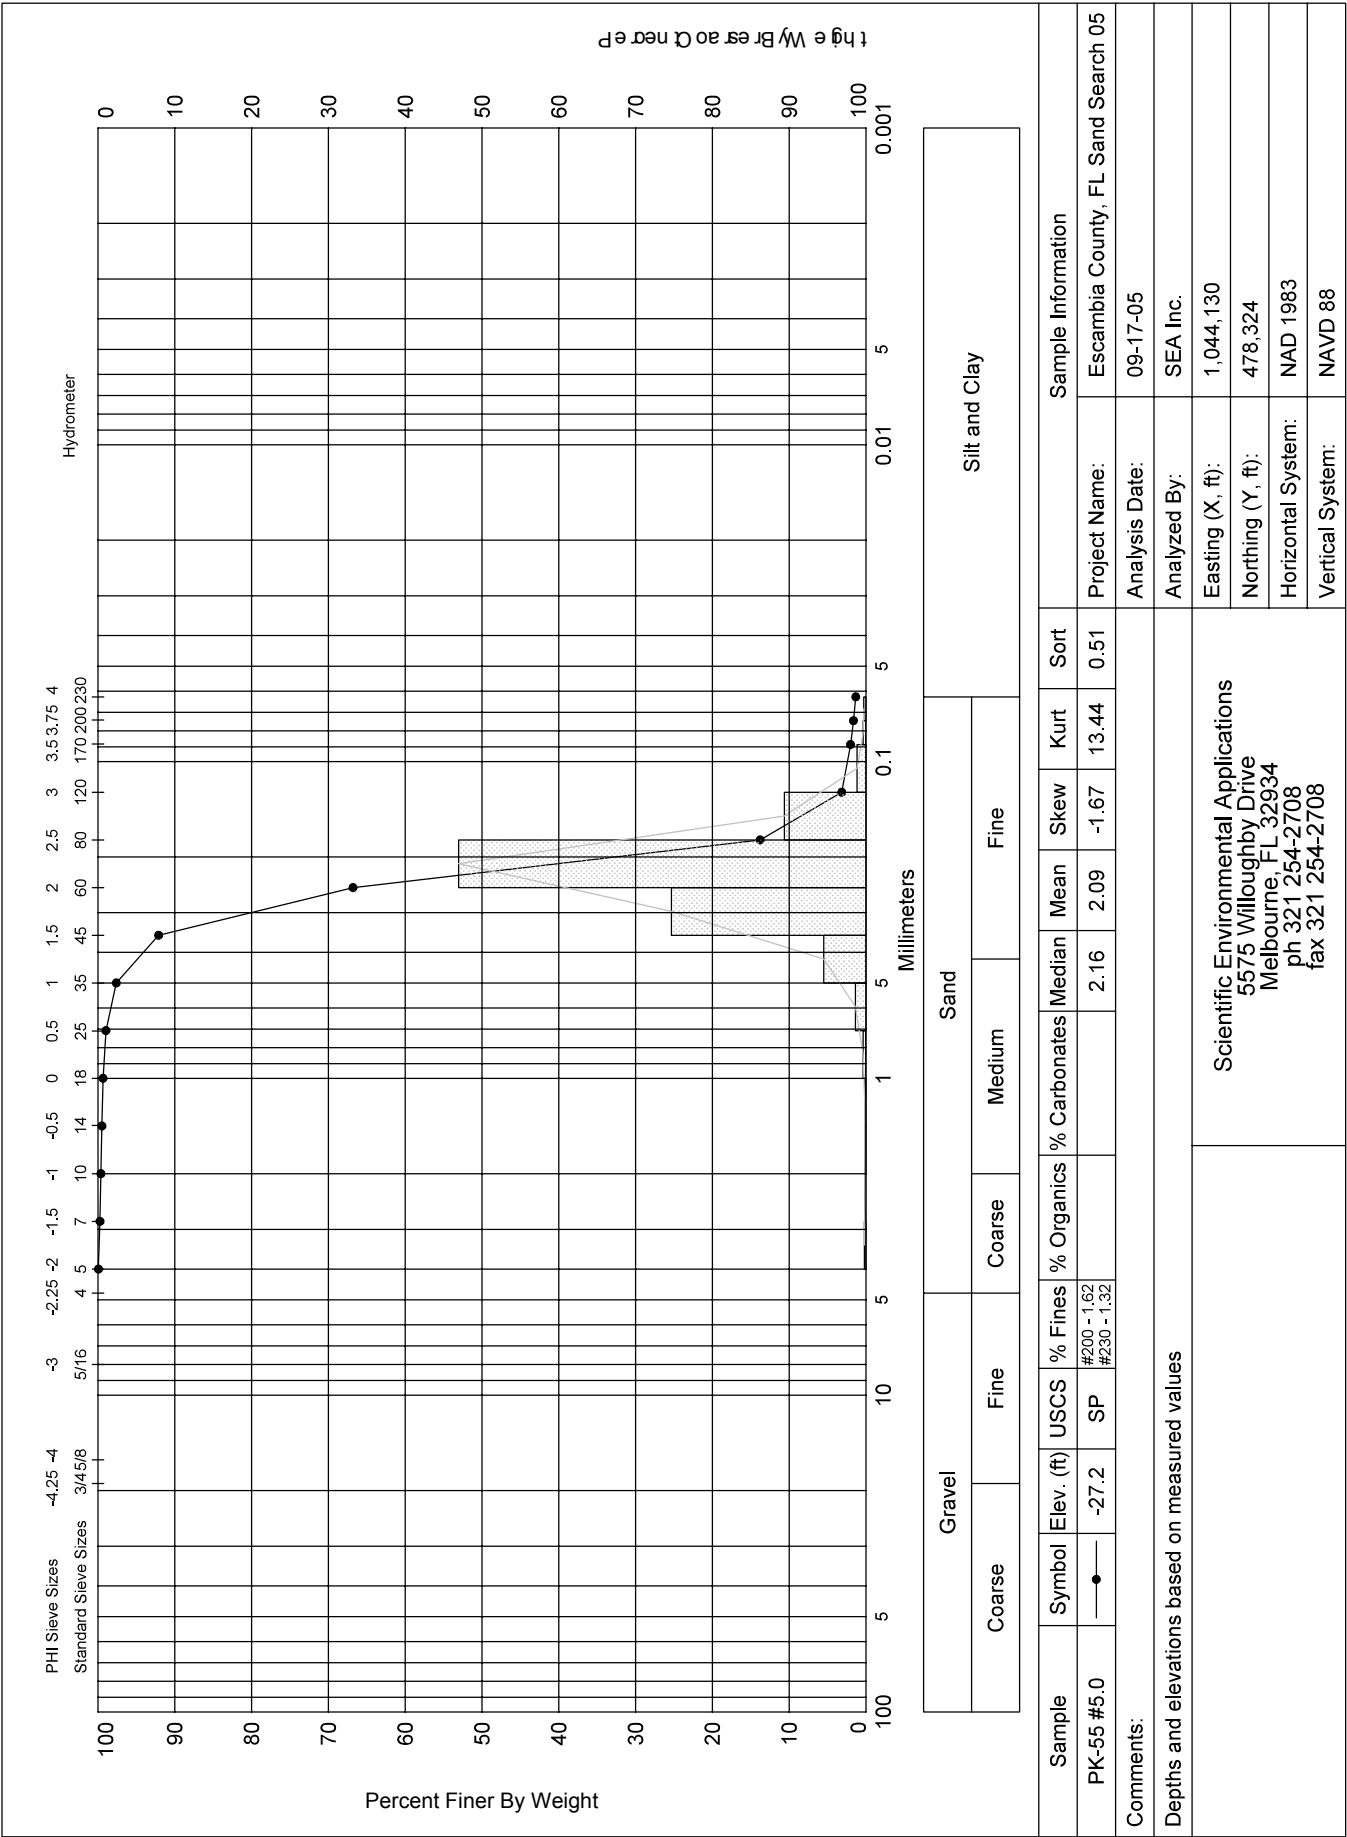 PHI Sieve Sizes -4.25 -4 -3 -2.25 -2 -1.5 -1 -0.5 0 0.5 1 1.5 2 2.5 3 3.5 3.75 4
Standard Sieve Sizes 3/4 5/8 5/16 4 5 7 10 14 18 25 35 45 60 80 120 170 200 230
Hydrometer
Percent Finer By Weight
100 90 80 70 60 50 40 30 20 10 0
0 10 20 30 40 50 60 70 80 90 100
100 5 10 5 1 5 0.1 5 0.01 5 0.001
Millimeters
Gravel Sand Silt and Clay
Coarse Fine Coarse Medium Fine
Sample Symbol Elev. (ft) USCS % Fines % Organics % Carbonates Median Mean Skew Kurt Sort
PK-55 #5.0 -27.2 SP #200 - 1.62 2.16 2.09 -1.67 13.44 0.51
#230 - 1.32
Comments:
Depths and elevations based on measured values
Scientific Environmental Applications
5575 Willoughby Drive
Melbourne, FL 32934
ph 321 254-2708
fax 321 254-2708
Sample Information
Project Name: Escambia County, FL Sand Search 05
Analysis Date: 09-17-05
Analyzed By: SEA Inc.
Easting (X, ft): 1,044,130
Northing (Y, ft): 478,324
Horizontal System: NAD 1983
Vertical System: NAVD 88